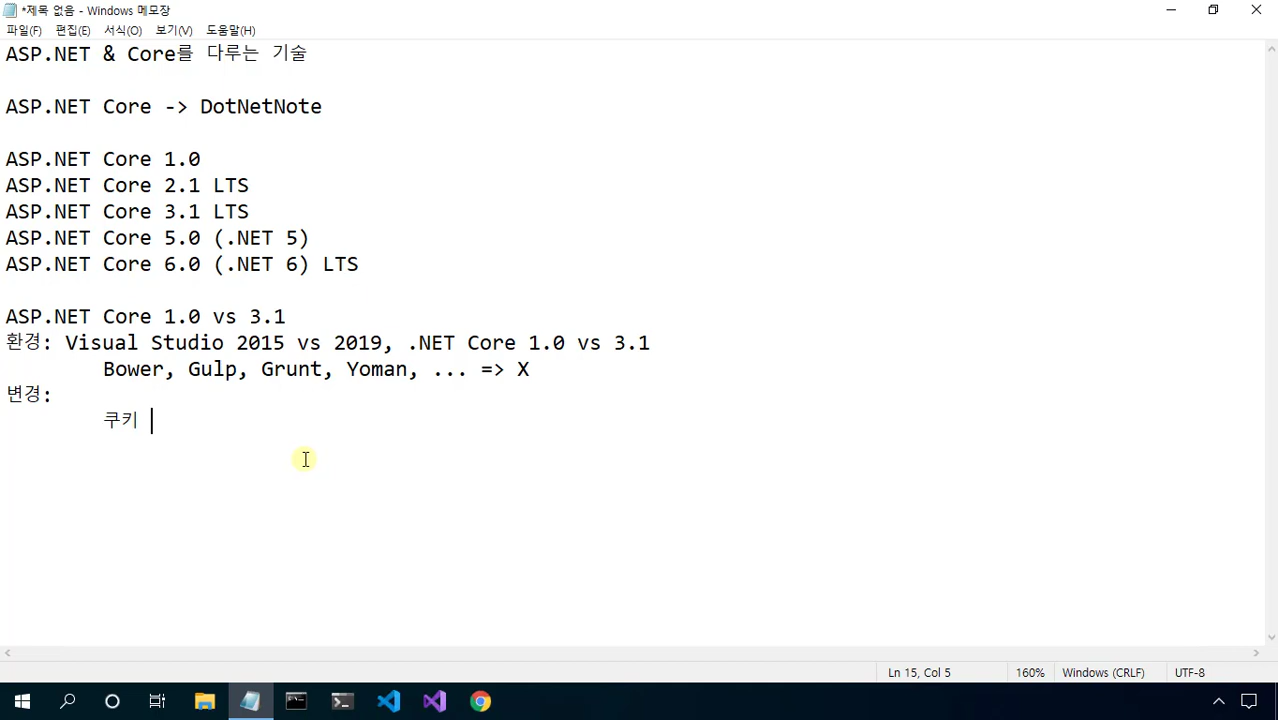 *제목 없음 - Windows 메모장
파일(F) 편집(E) 서식(O) 보기(V) 도움말(H)
ASP.NET & Core를 다루는 기술
ASP.NET Core -> DotNetNote
ASP.NET Core 1.0
ASP.NET Core 2.1 LTS
ASP.NET Core 3.1 LTS
ASP.NET Core 5.0 (.NET 5)
ASP.NET Core 6.0 (.NET 6) LTS
ASP.NET Core 1.0 vs 3.1
환경: Visual Studio 2015 vs 2019, .NET Core 1.0 vs 3.1
Bower, Gulp, Grunt, Yoman, ... => X
변경:
쿠키
Ln 15, Col 5 160% Windows (CRLF) UTF-8